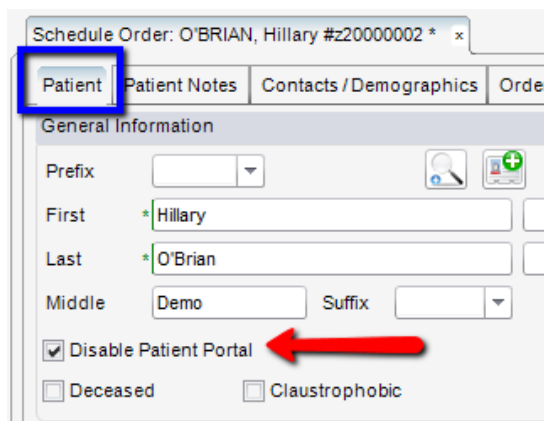 Schedule Order: O'BRIAN, Hillary #z20000002 * x
Patient Patient Notes Contacts / Demographics Orde
General Information
Prefix
First * Hillary
Last * O'Brian
Middle Demo Suffix
Disable Patient Portal
Deceased Claustrophobic